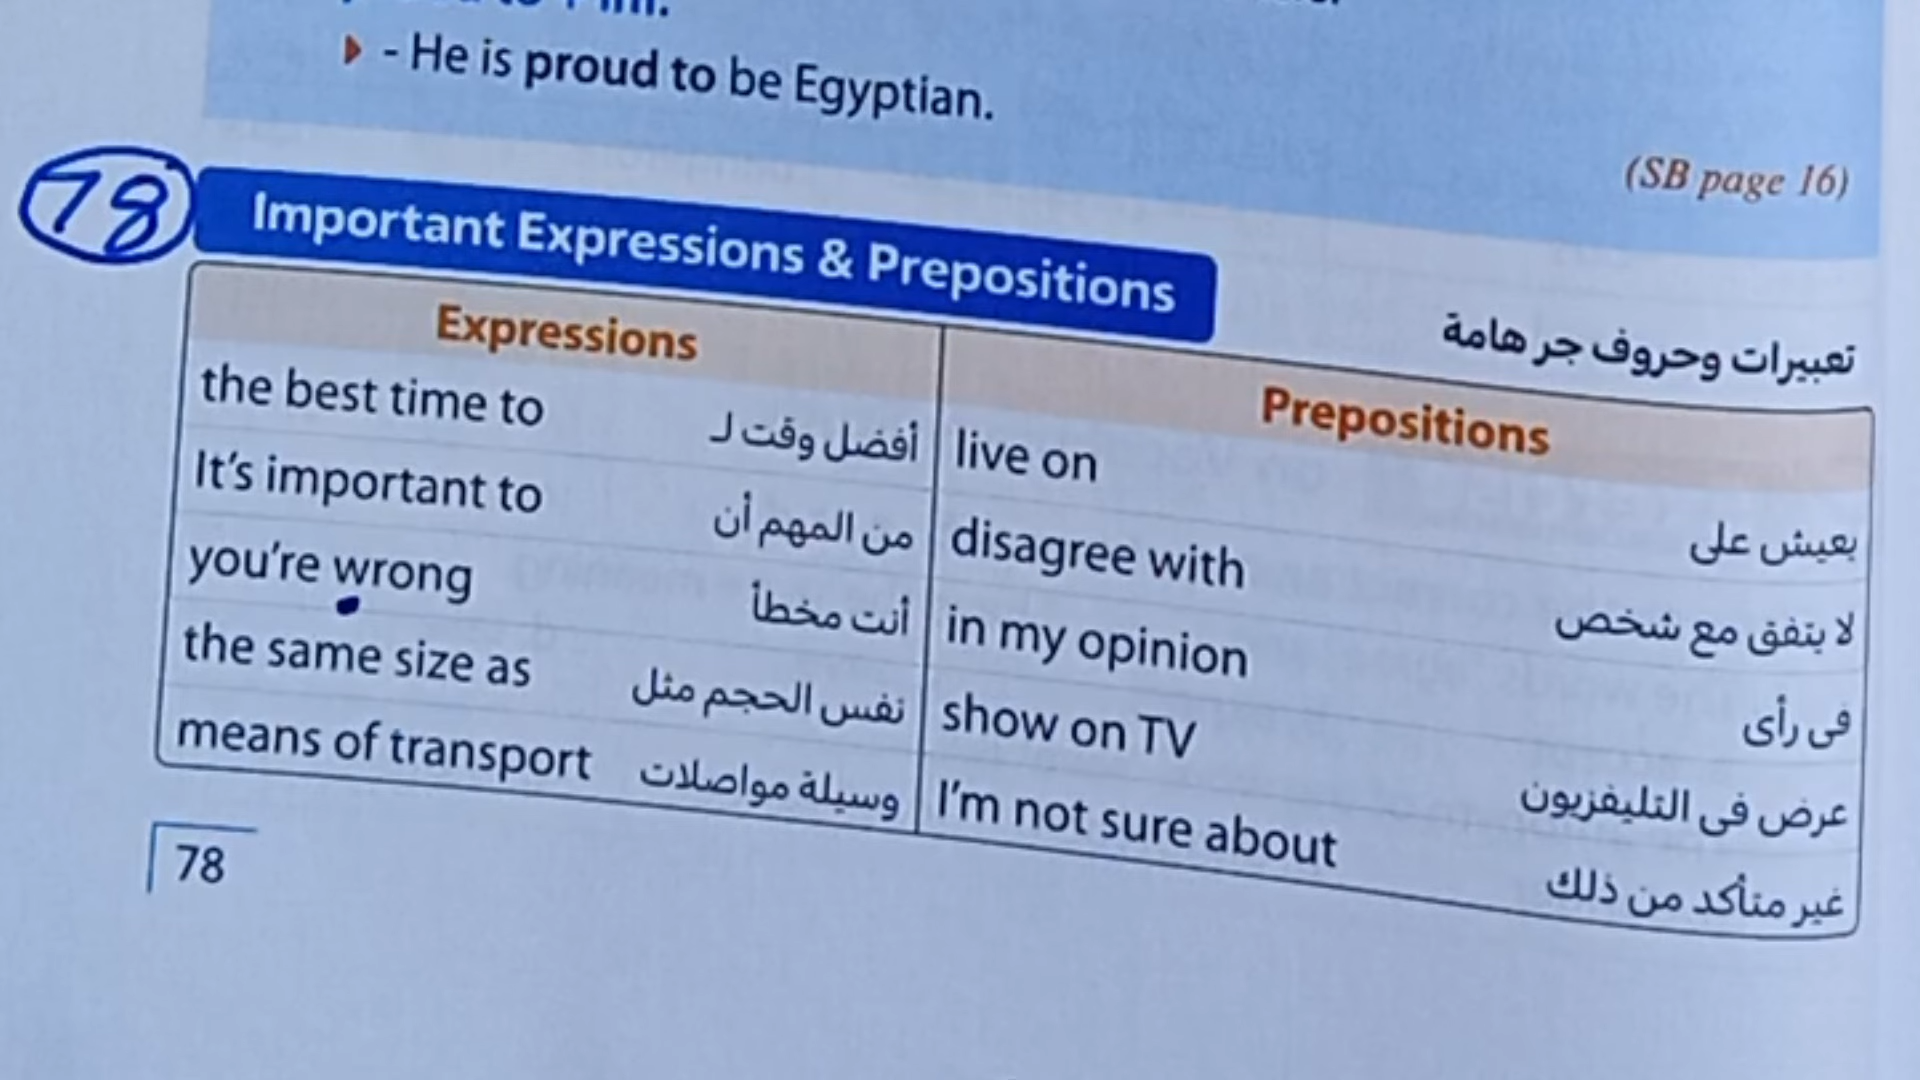 - He is proud to be Egyptian.
(SB page 16)
78
Important Expressions & Prepositions
تعبيرات وحروف جر هامة
Expressions
Prepositions
the best time to أفضل وقت لـ
live on يعيش على
It's important to من المهم أن
disagree with لا يتفق مع شخص
you're wrong أنت مخطأ
in my opinion فى رأى
the same size as نفس الحجم مثل
show on TV عرض فى التليفزيون
means of transport وسيلة مواصلات
I'm not sure about غير متأكد من ذلك
78